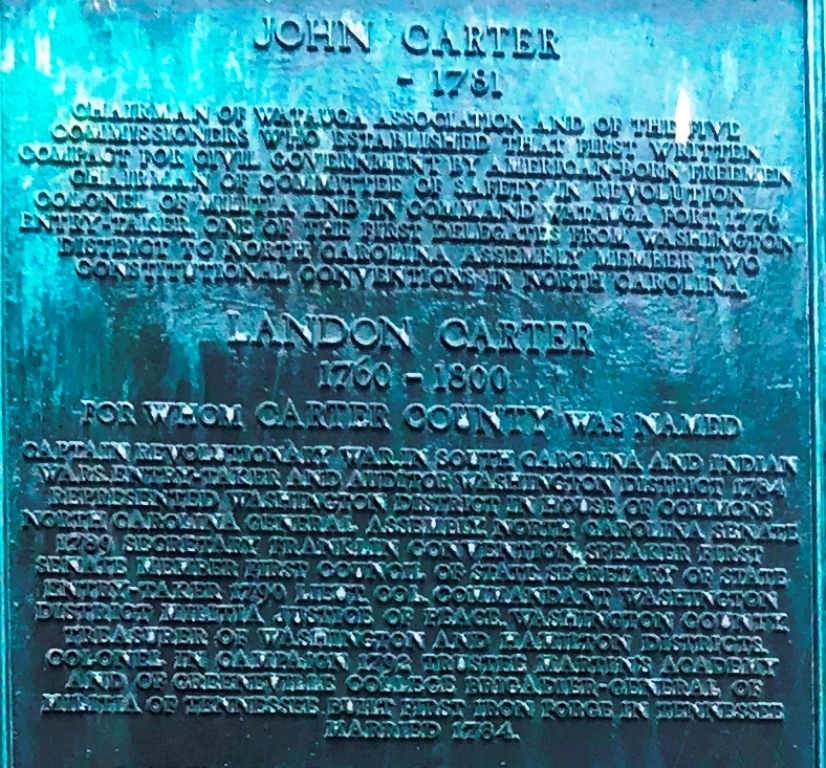 JOHN CARTER
- 1781
CHAIRMAN OF WATAUGA ASSOCIATION AND OF THE FIVE
COMMISSIONERS WHO ESTABLISHED THAT FIRST WRITTEN
COMPACT FOR CIVIL GOVERNMENT BY AMERICAN-BORN FREEMEN
CHAIRMAN OF COMMITTEE OF SAFETY IN REVOLUTION
COLONEL OF MILITIA AND IN COMMAND WATAUGA FORT, 1776.
ENTRY-TAKER, ONE OF THE FIRST DELEGATES FROM WASHINGTON
DISTRICT TO NORTH CAROLINA ASSEMBLY MEMBER TWO
CONSTITUTIONAL CONVENTIONS IN NORTH CAROLINA.
LANDON CARTER
1760 - 1800
FOR WHOM CARTER COUNTY WAS NAMED
CAPTAIN REVOLUTIONARY WAR IN SOUTH CAROLINA AND INDIAN
WARS. ENTRY-TAKER AND AUDITOR WASHINGTON DISTRICT 1784
REPRESENTED WASHINGTON DISTRICT IN HOUSE OF COMMONS
NORTH CAROLINA GENERAL ASSEMBLY, NORTH CAROLINA SENATE
1789 SECRETARY FRANKLIN CONVENTION, SPEAKER FIRST
SENATE MEMBER FIRST COUNCIL OF STATE SECRETARY OF STATE
ENTRY-TAKER 1790 LIEUT COL. COMMANDANT WASHINGTON
DISTRICT MILITIA JUSTICE OF PEACE, WASHINGTON COUNTY,
TREASURER OF WASHINGTON AND HAMILTON DISTRICTS.
COLONEL IN CAMPAIGN 1792 TRUSTEE MARTIN'S ACADEMY
AND OF GREENEVILLE COLLEGE BRIGADIER-GENERAL OF
MILITIA OF TENNESSEE BUILT FIRST IRON FORGE IN TENNESSEE
MARRIED 1784.